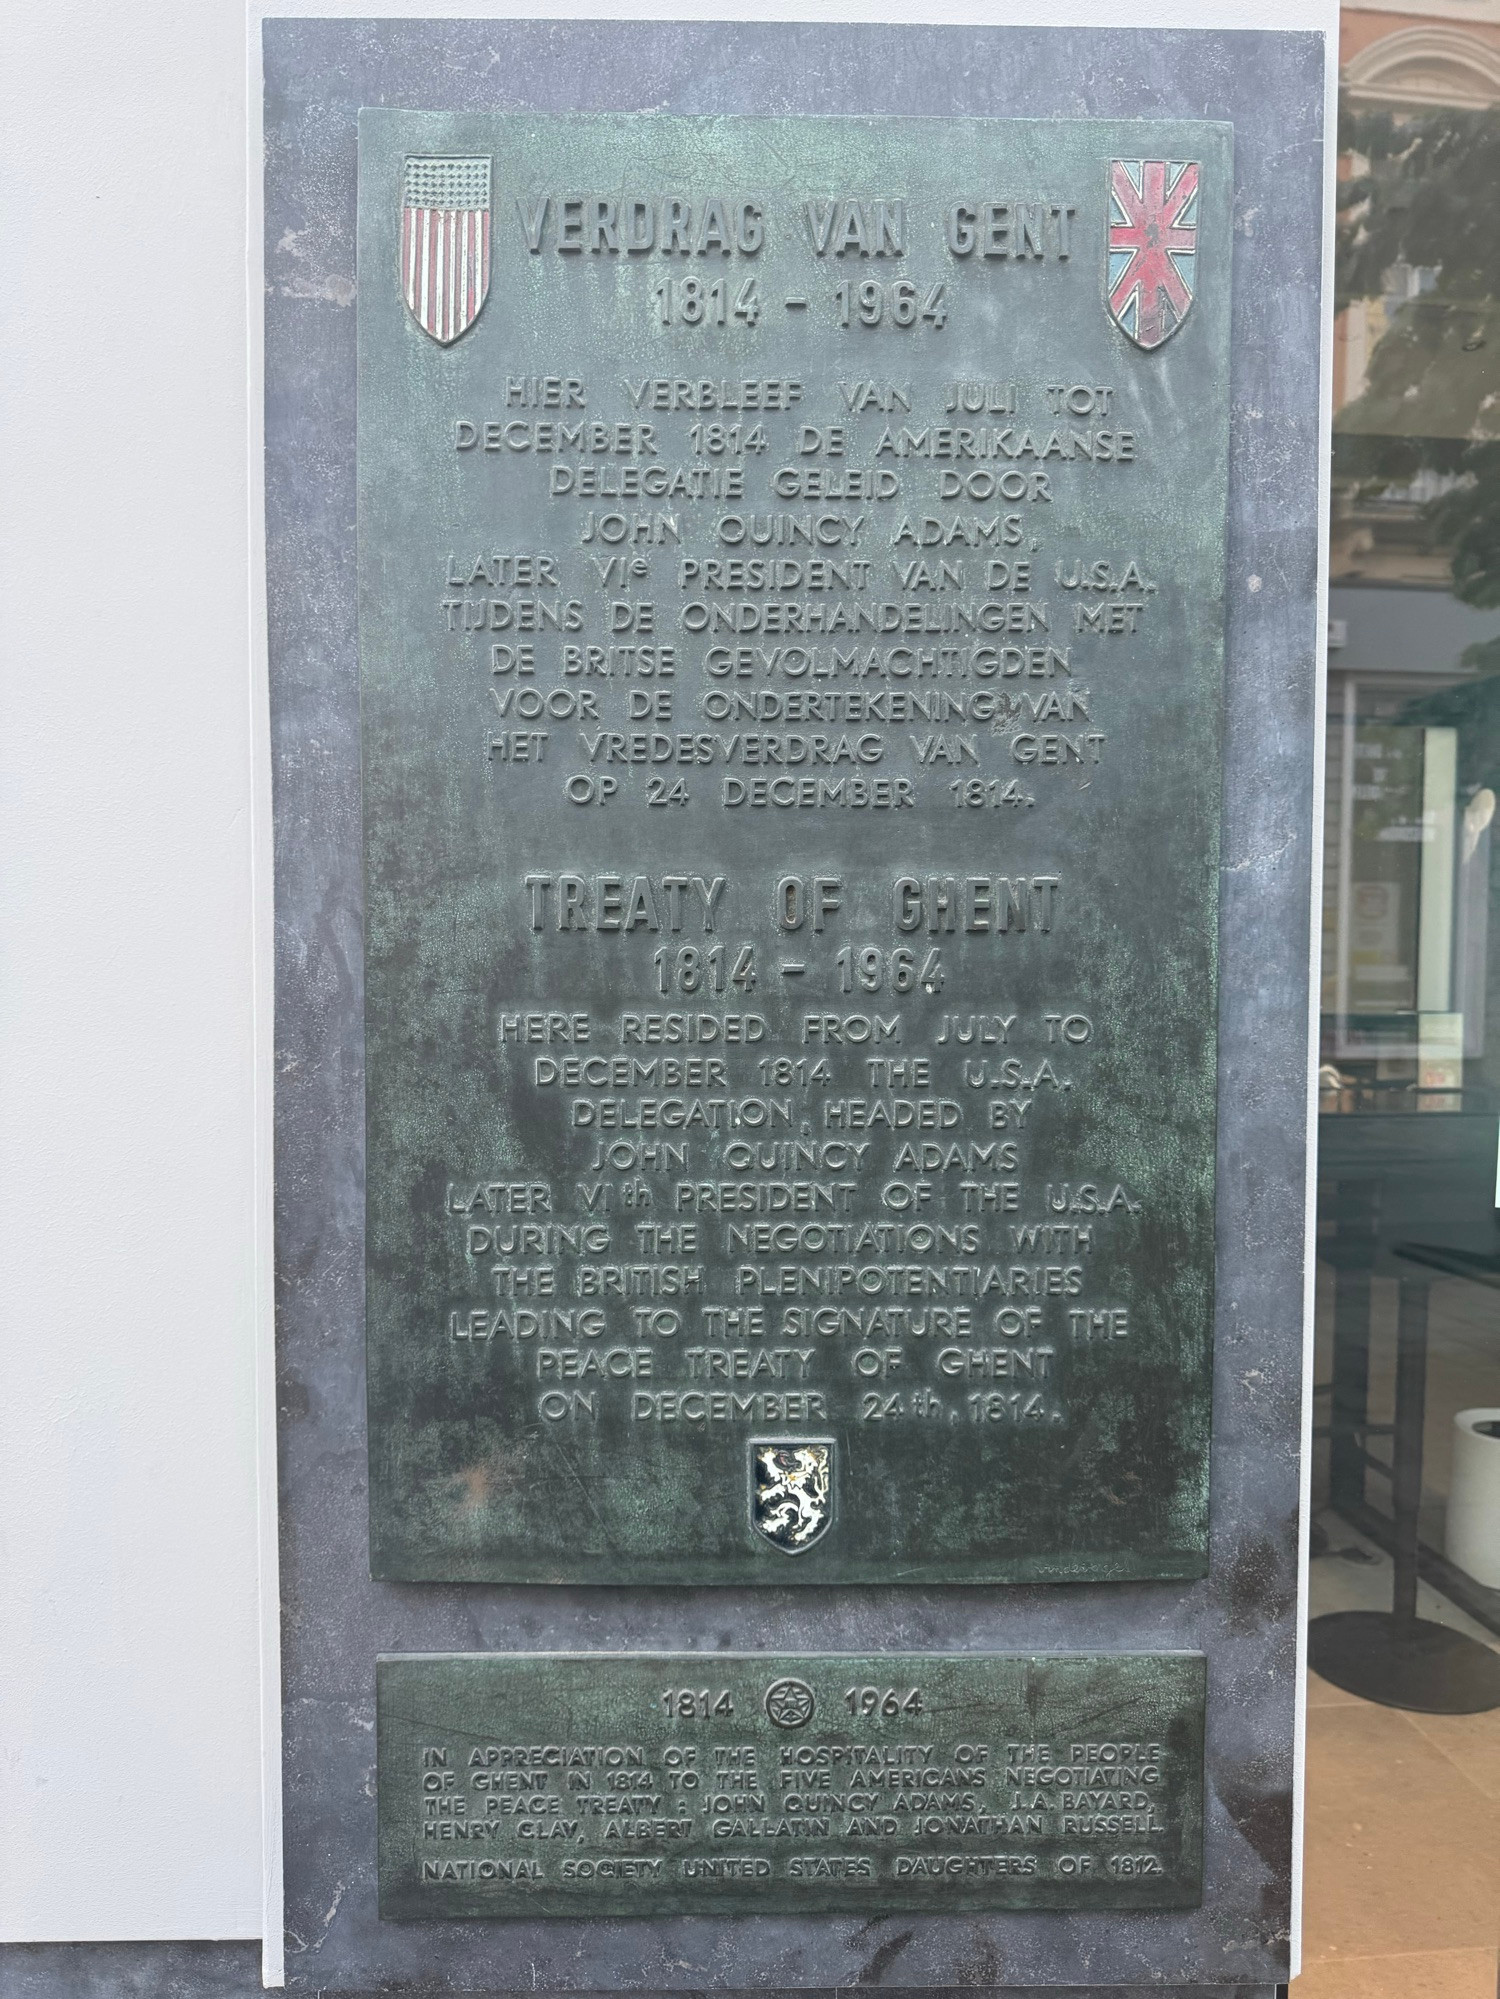 VERDRAG VAN GENT
1814 - 1964
HIER VERBLEEF VAN JULI TOT
DECEMBER 1814 DE AMERIKAANSE
DELEGATIE GELEID DOOR
JOHN QUINCY ADAMS,
LATER VIe PRESIDENT VAN DE U.S.A.
TIJDENS DE ONDERHANDELINGEN MET
DE BRITSE GEVOLMACHTIGDEN
VOOR DE ONDERTEKENING VAN
HET VREDESVERDRAG VAN GENT
OP 24 DECEMBER 1814.
TREATY OF GHENT
1814 - 1964
HERE RESIDED FROM JULY TO
DECEMBER 1814 THE U.S.A.
DELEGATION, HEADED BY
JOHN QUINCY ADAMS
LATER VIth PRESIDENT OF THE U.S.A.
DURING THE NEGOTIATIONS WITH
THE BRITISH PLENIPOTENTIARIES
LEADING TO THE SIGNATURE OF THE
PEACE TREATY OF GHENT
ON DECEMBER 24th, 1814.
1814 1964
IN APPRECIATION OF THE HOSPITALITY OF THE PEOPLE
OF GHENT IN 1814 TO THE FIVE AMERICANS NEGOTIATING
THE PEACE TREATY : JOHN QUINCY ADAMS, J.A. BAYARD,
HENRY CLAY, ALBERT GALLATIN AND JONATHAN RUSSELL.
NATIONAL SOCIETY UNITED STATES DAUGHTERS OF 1812.